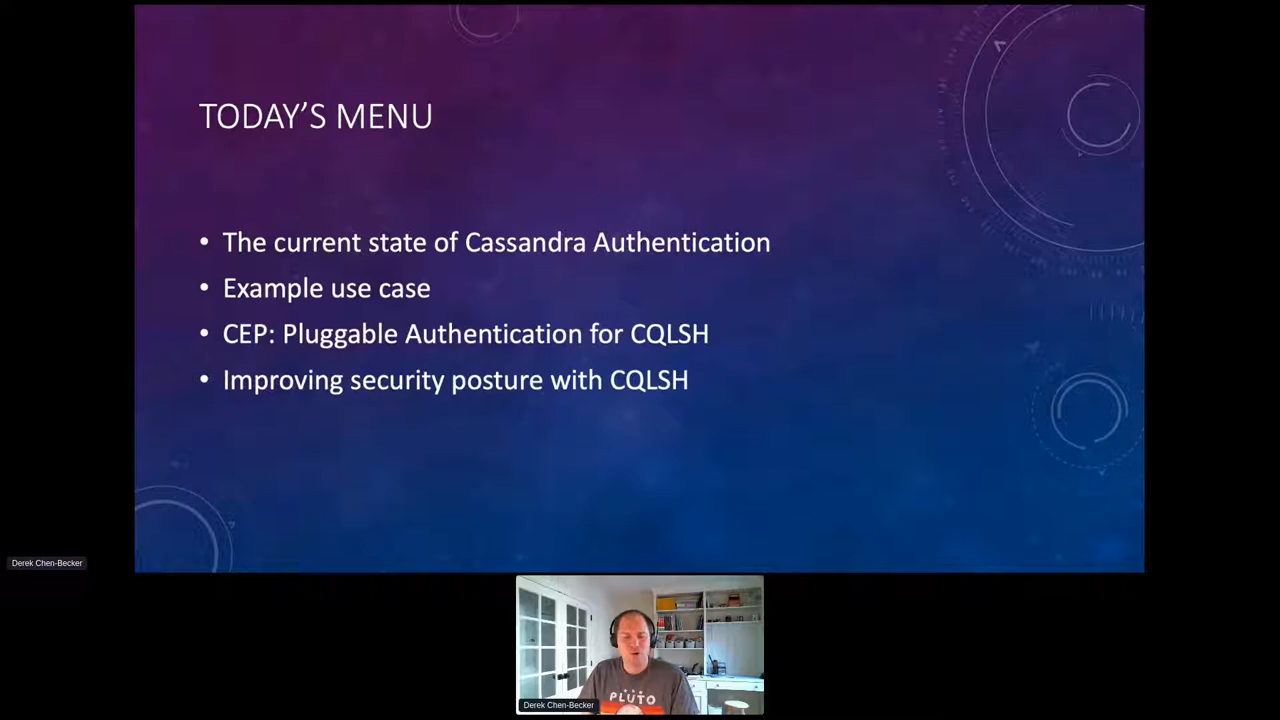 TODAY'S MENU
• The current state of Cassandra Authentication
• Example use case
• CEP: Pluggable Authentication for CQLSH
• Improving security posture with CQLSH
Derek Chen-Becker
PLUTO
Derek Chen-Becker